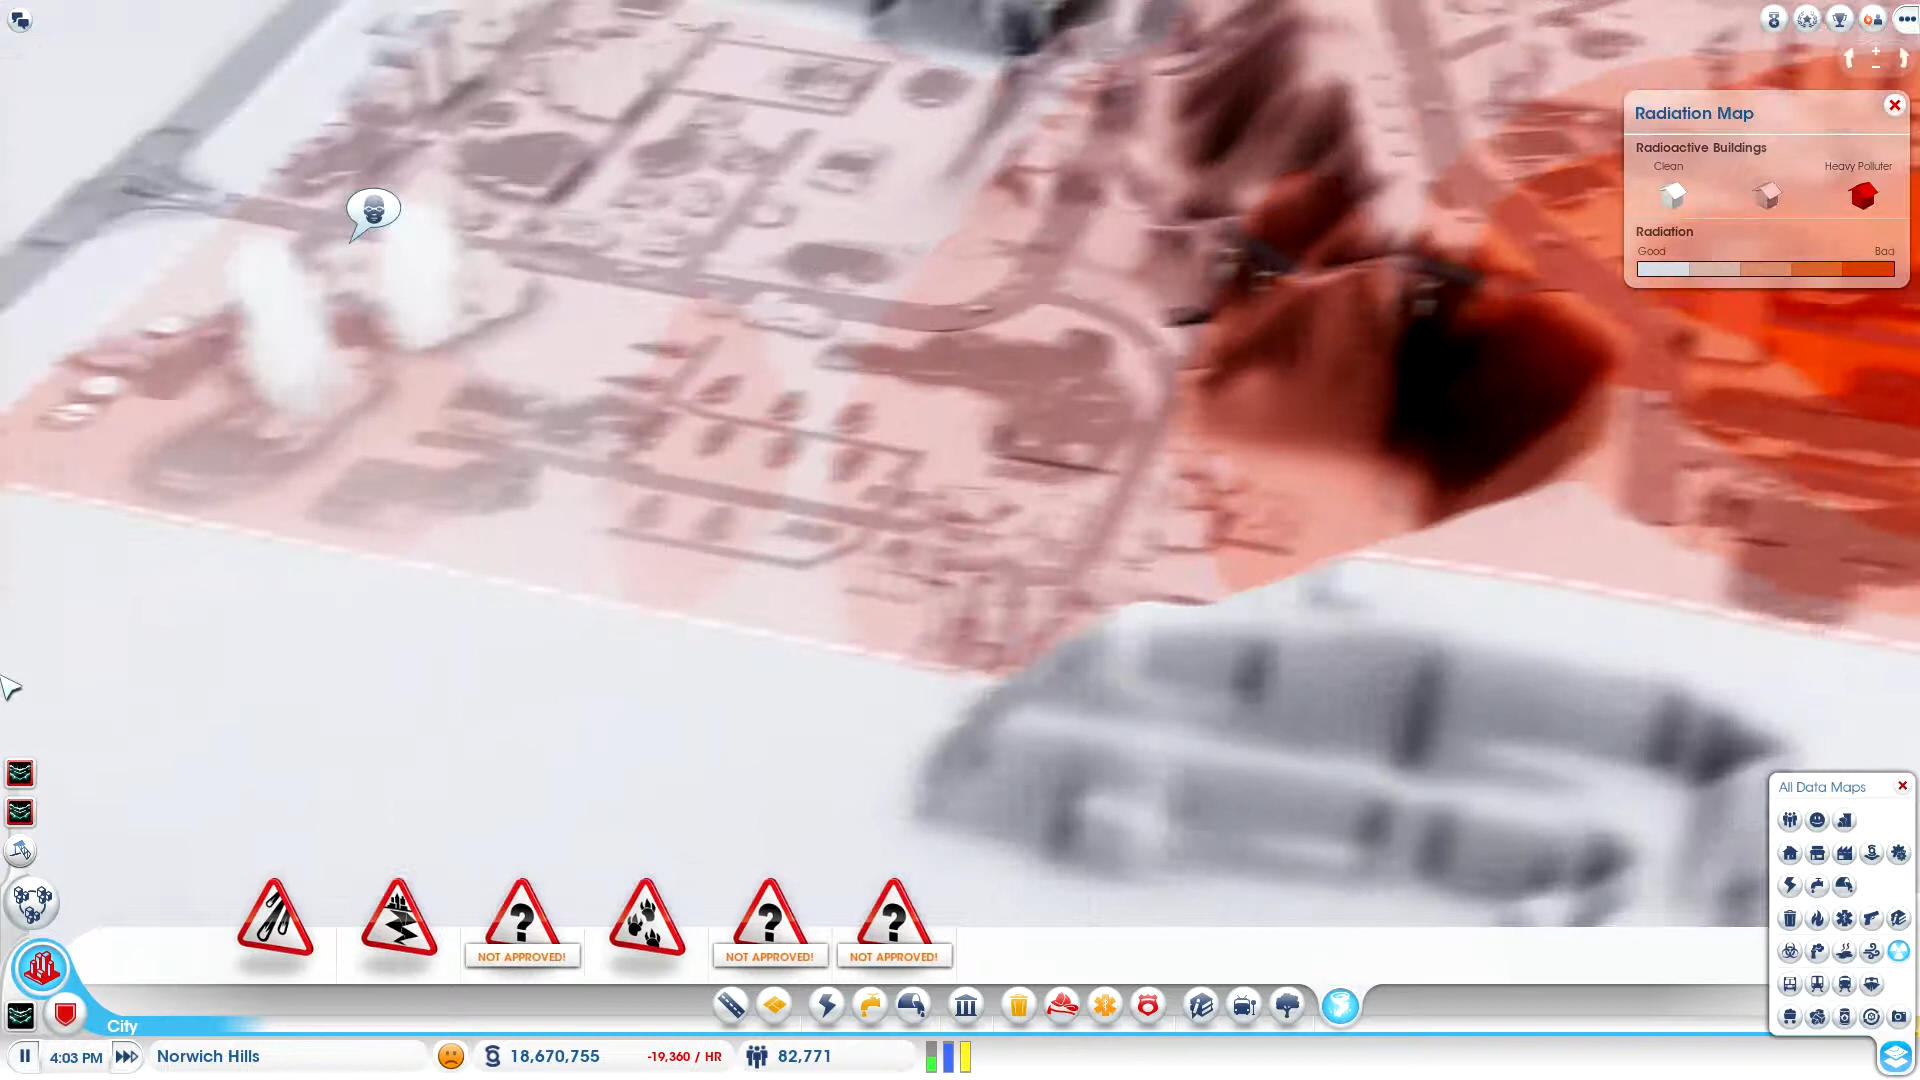 Radiation Map
Radioactive Buildings
Clean
Heavy Polluter
Radiation
Good
Bad
All Data Maps
?
?
?
NOT APPROVED!
NOT APPROVED!
NOT APPROVED!
City
4:03 PM
Norwich Hills
18,670,755
-19,360 / HR
82,771